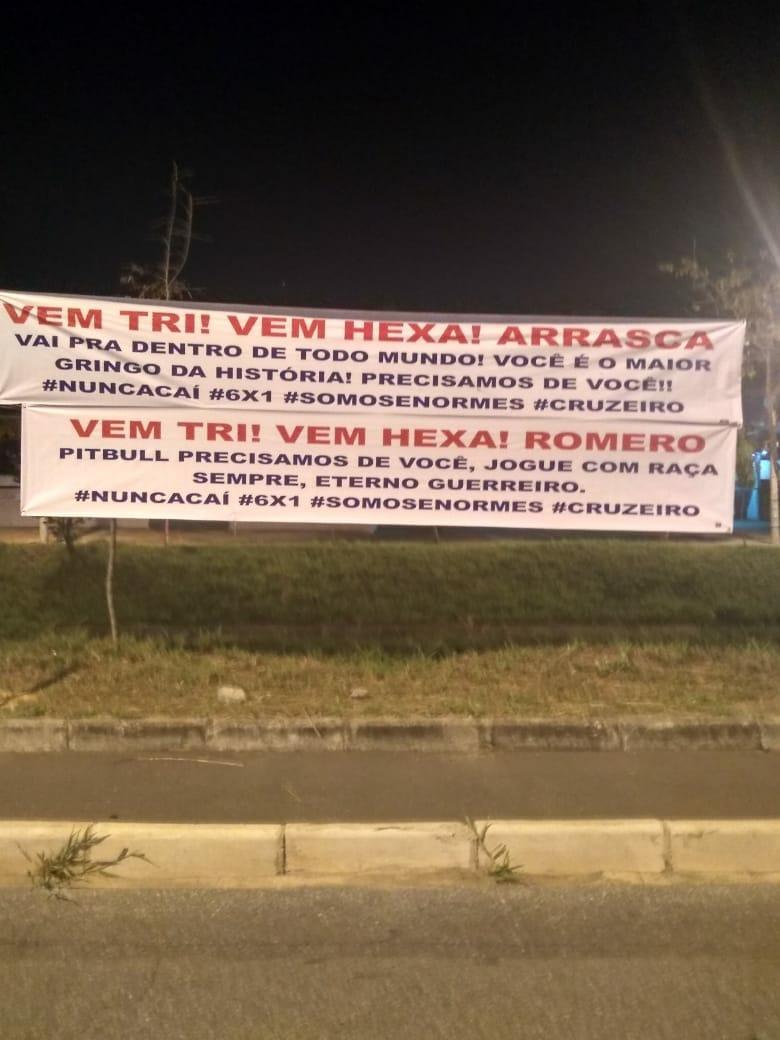 VEM TRI! VEM HEXA! ARRASCA
VAI PRA DENTRO DE TODO MUNDO! VOCÊ É O MAIOR
GRINGO DA HISTÓRIA! PRECISAMOS DE VOCÊ!!
#NUNCACAÍ #6X1 #SOMOSENORMES #CRUZEIRO
VEM TRI! VEM HEXA! ROMERO
PITBULL PRECISAMOS DE VOCÊ, JOGUE COM RAÇA
SEMPRE, ETERNO GUERREIRO.
#NUNCACAÍ #6X1 #SOMOSENORMES #CRUZEIRO